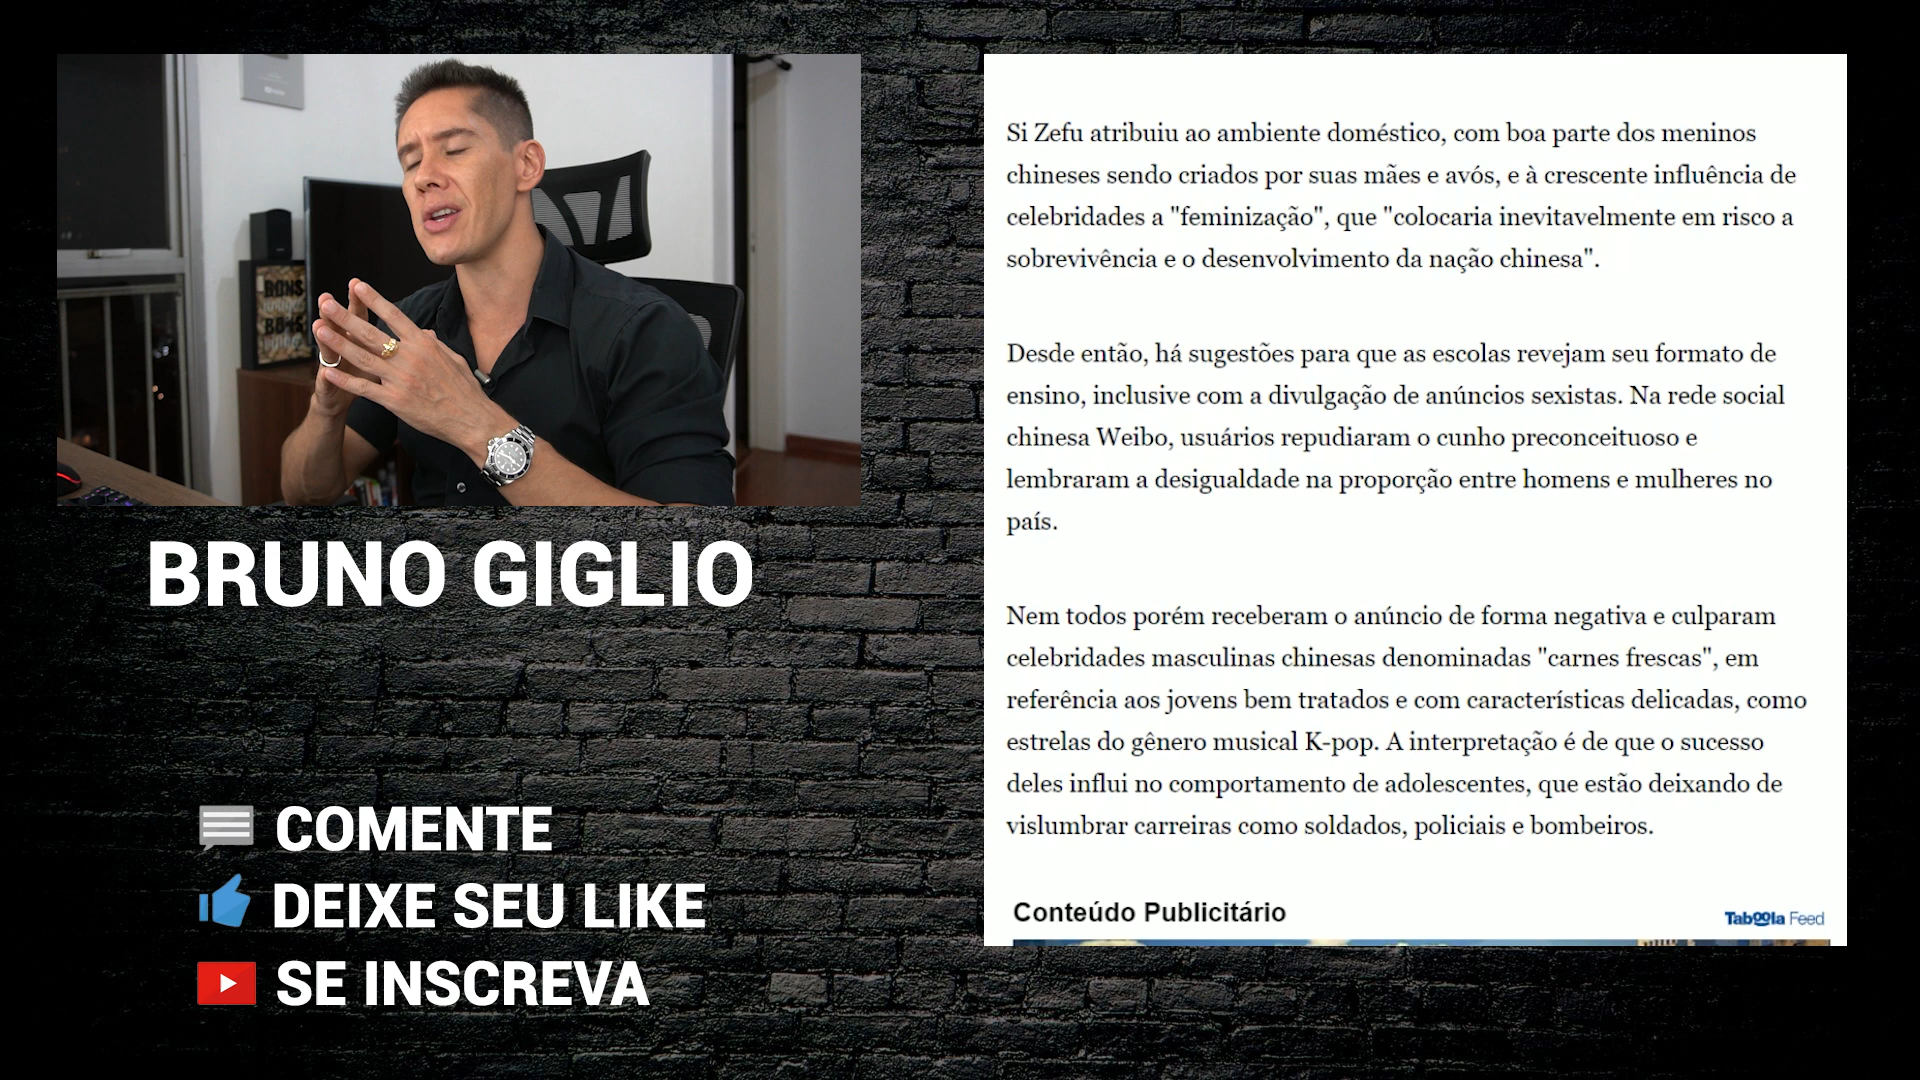 BRUNO GIGLIO
COMENTE
DEIXE SEU LIKE
SE INSCREVA
Si Zefu atribuiu ao ambiente doméstico, com boa parte dos meninos
chineses sendo criados por suas mães e avós, e à crescente influência de
celebridades a "feminização", que "colocaria inevitavelmente em risco a
sobrevivência e o desenvolvimento da nação chinesa".
Desde então, há sugestões para que as escolas revejam seu formato de
ensino, inclusive com a divulgação de anúncios sexistas. Na rede social
chinesa Weibo, usuários repudiaram o cunho preconceituoso e
lembraram a desigualdade na proporção entre homens e mulheres no
país.
Nem todos porém receberam o anúncio de forma negativa e culparam
celebridades masculinas chinesas denominadas "carnes frescas", em
referência aos jovens bem tratados e com características delicadas, como
estrelas do gênero musical K-pop. A interpretação é de que o sucesso
deles influi no comportamento de adolescentes, que estão deixando de
vislumbrar carreiras como soldados, policiais e bombeiros.
Conteúdo Publicitário
Taboola Feed